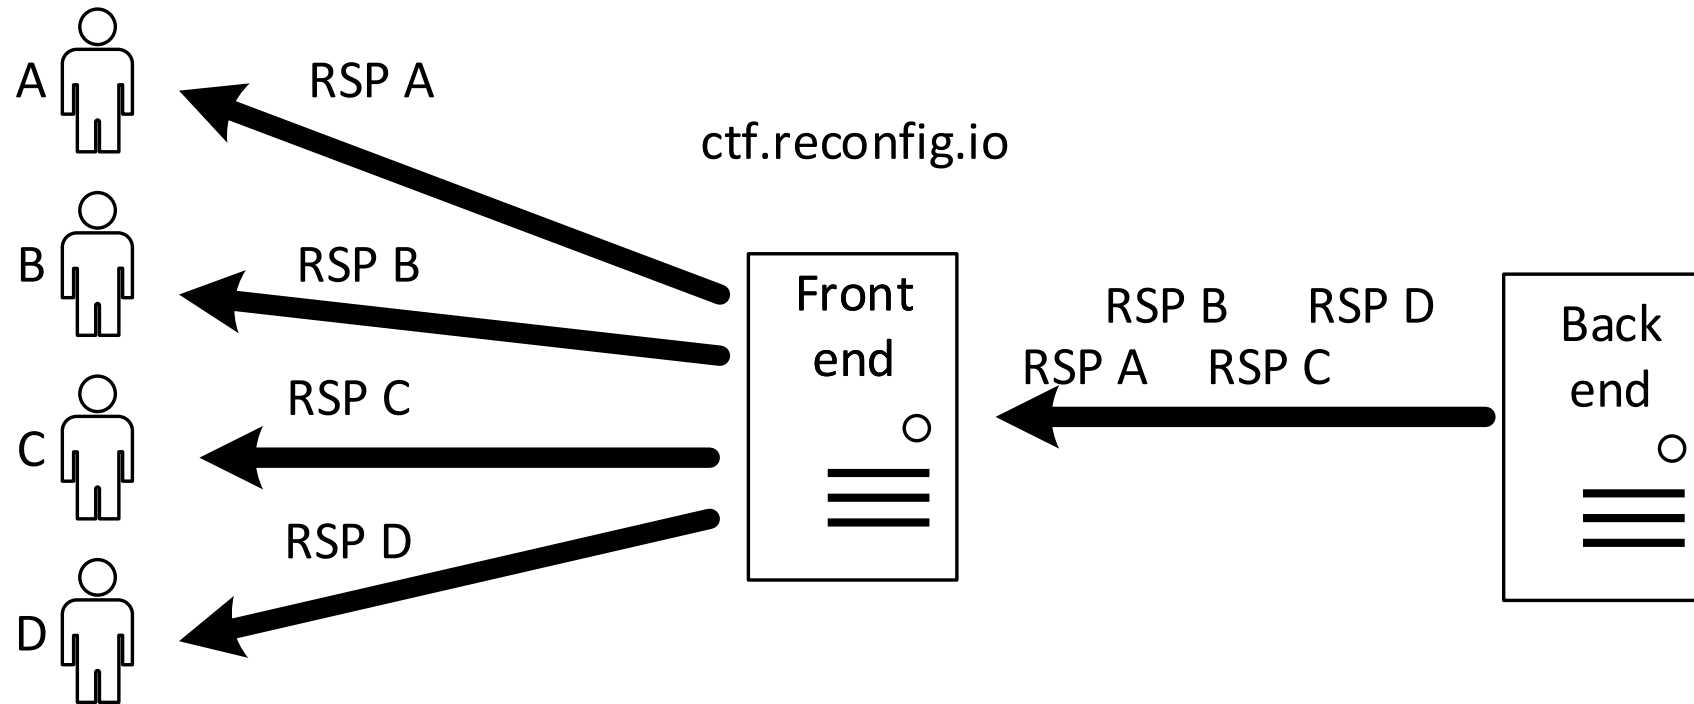 A
RSP A
ctf.reconfig.io
B
RSP B
C
RSP C
D
RSP D
Front
end
RSP B RSP D
RSP A RSP C
Back
end